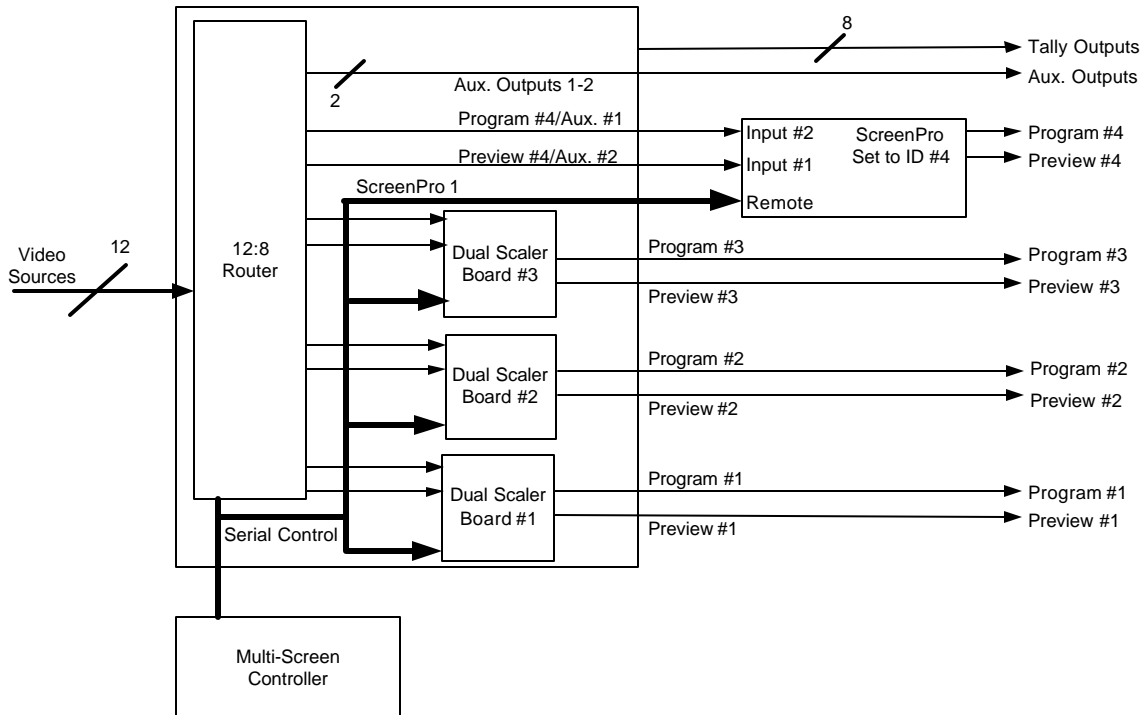 8
Tally Outputs
2
Aux. Outputs 1-2
Aux. Outputs
Program #4/Aux. #1
Input #2
ScreenPro
Set to ID #4
Program #4
Preview #4/Aux. #2
Input #1
Preview #4
ScreenPro 1
Remote
Video
Sources
12
12:8
Router
Dual Scaler
Board #3
Program #3
Program #3
Preview #3
Preview #3
Dual Scaler
Board #2
Program #2
Program #2
Preview #2
Preview #2
Dual Scaler
Board #1
Program #1
Program #1
Preview #1
Preview #1
Serial Control
Multi-Screen
Controller